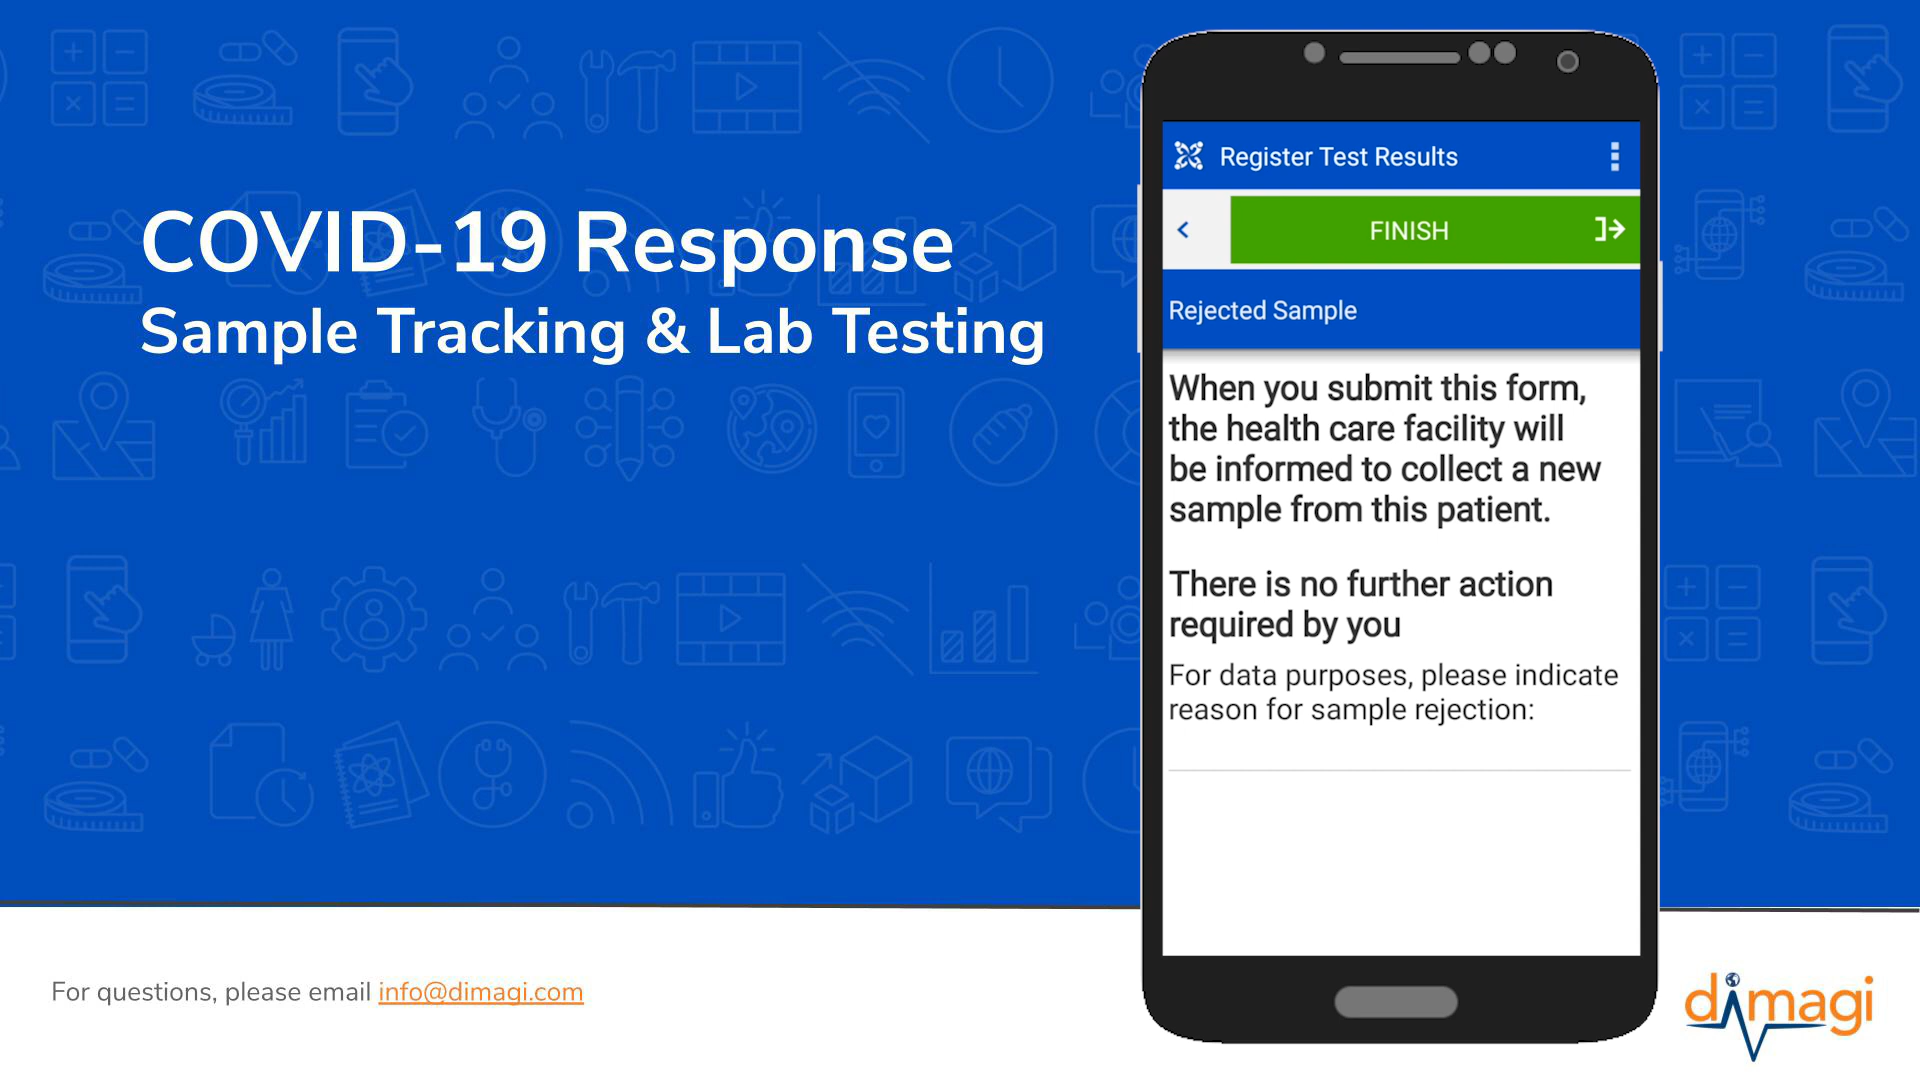 COVID-19 Response
Sample Tracking & Lab Testing
Register Test Results
FINISH
Rejected Sample
When you submit this form,
the health care facility will
be informed to collect a new
sample from this patient.
There is no further action
required by you
For data purposes, please indicate
reason for sample rejection:
For questions, please email info@dimagi.com
dimagi